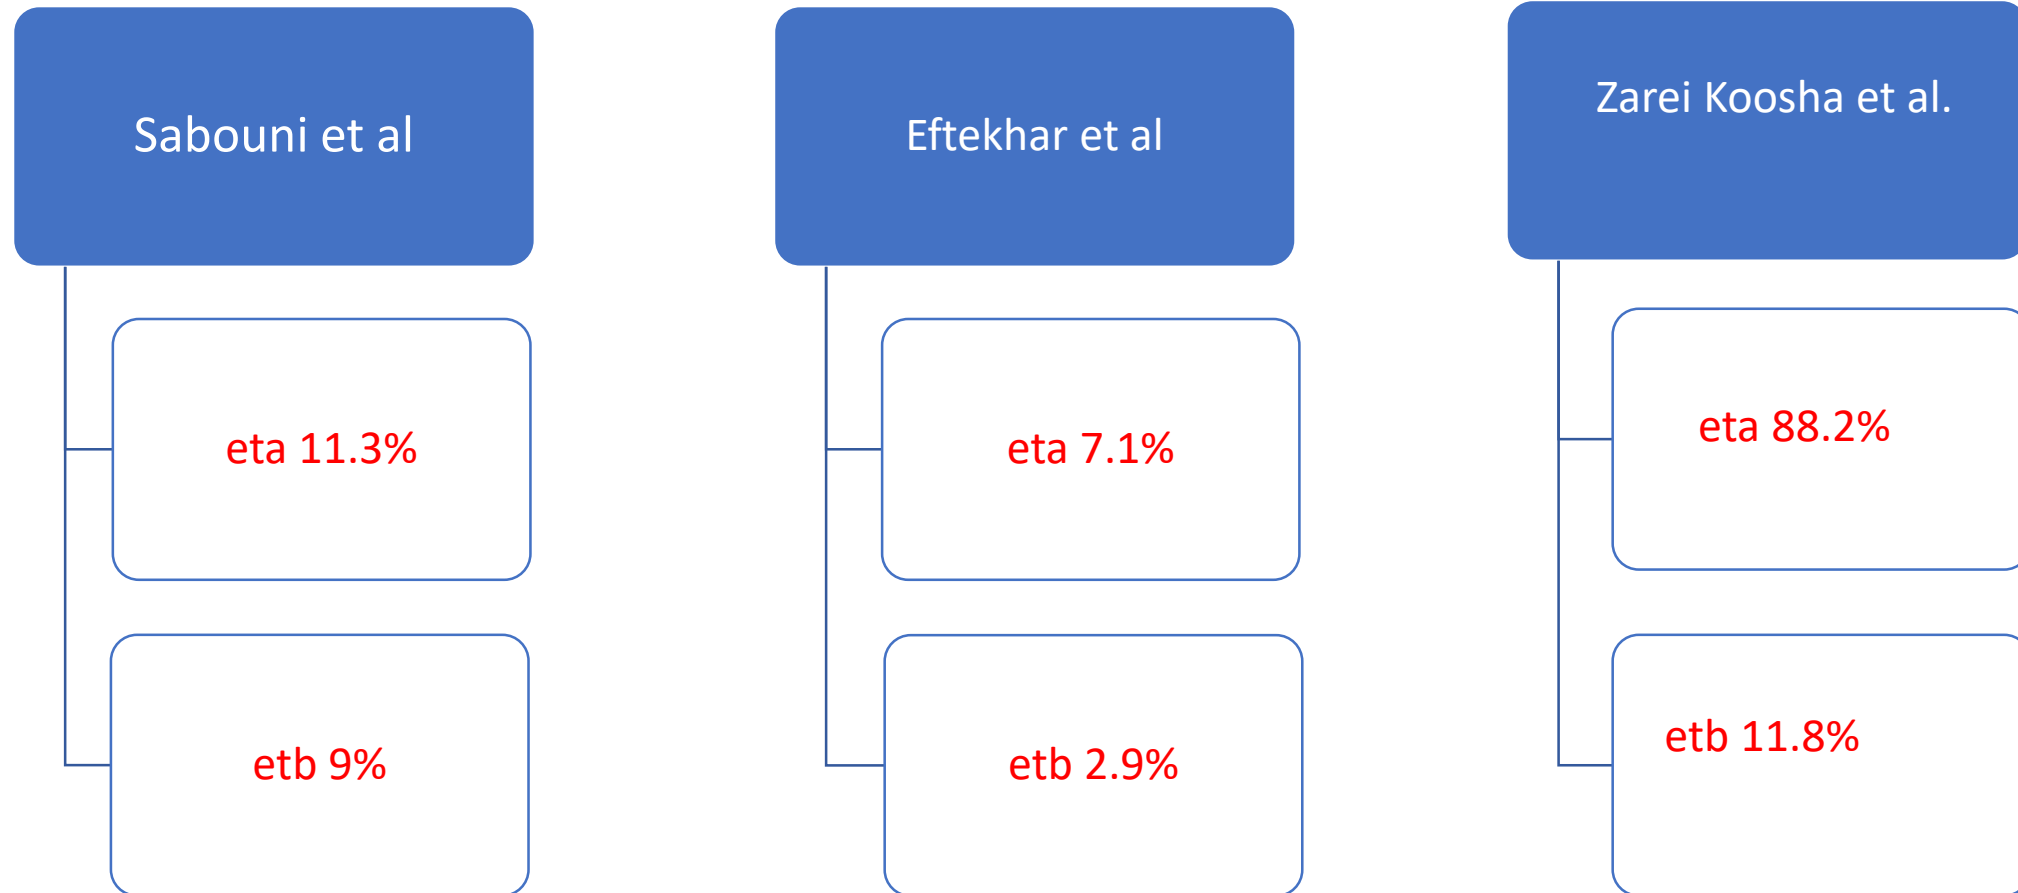 Sabouni et al
eta 11.3%
etb 9%
Eftekhar et al
eta 7.1%
etb 2.9%
Zarei Koosha et al.
eta 88.2%
etb 11.8%